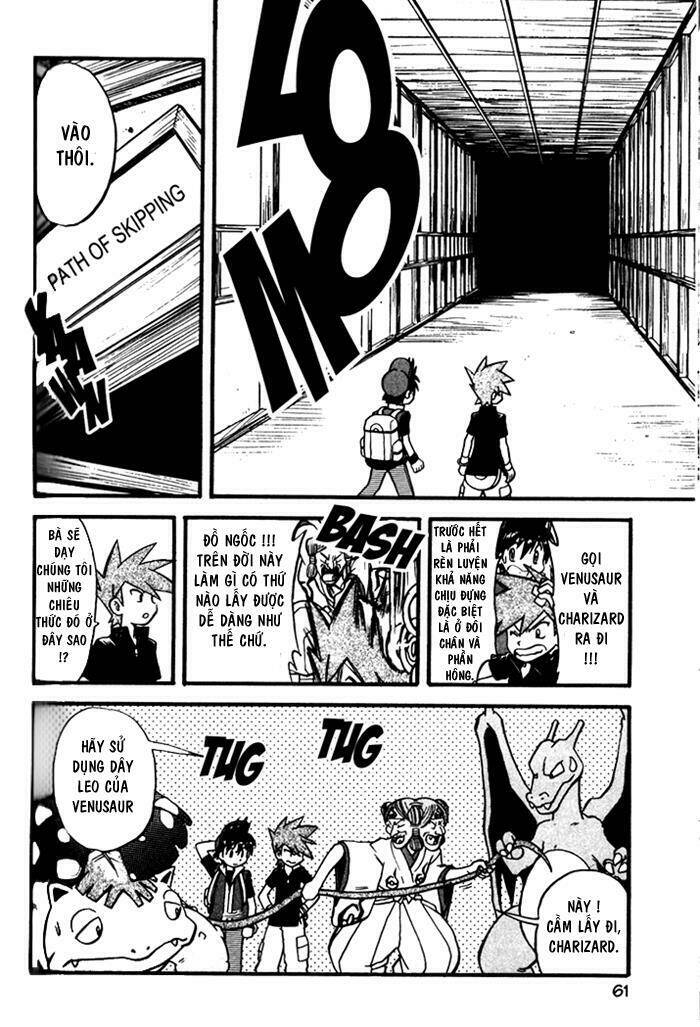 VÀO
THÔI.
PATH OF SKIPPING
KAWAN
LOOM
GỌI
VENUSAUR
VÀ
CHARIZARD
RA ĐI
!!!
TRƯỚC HẾT
LÀ PHẢI
RÈN LUYỆN
KHẢ NĂNG
CHỊU ĐỰNG
ĐẶC BIỆT
LÀ Ở ĐÔI
CHÂN VÀ
PHẦN
HÔNG.
BASH
ĐỒ NGỐC !!!
TRÊN ĐỜI NÀY
LÀM GÌ CÓ THỨ
NÀO LẤY ĐƯỢC
DỄ DÀNG NHƯ
THẾ CHỨ.
BÀ SẼ
DẠY
CHÚNG TÔI
NHỮNG
CHIÊU
THỨC ĐÓ Ở
ĐÂY SAO
!?
HÃY SỬ
DỤNG DÂY
LEO CỦA
VENUSAUR
TUG
TUG
NÀY !
CẦM LẤY ĐI,
CHARIZARD.
61